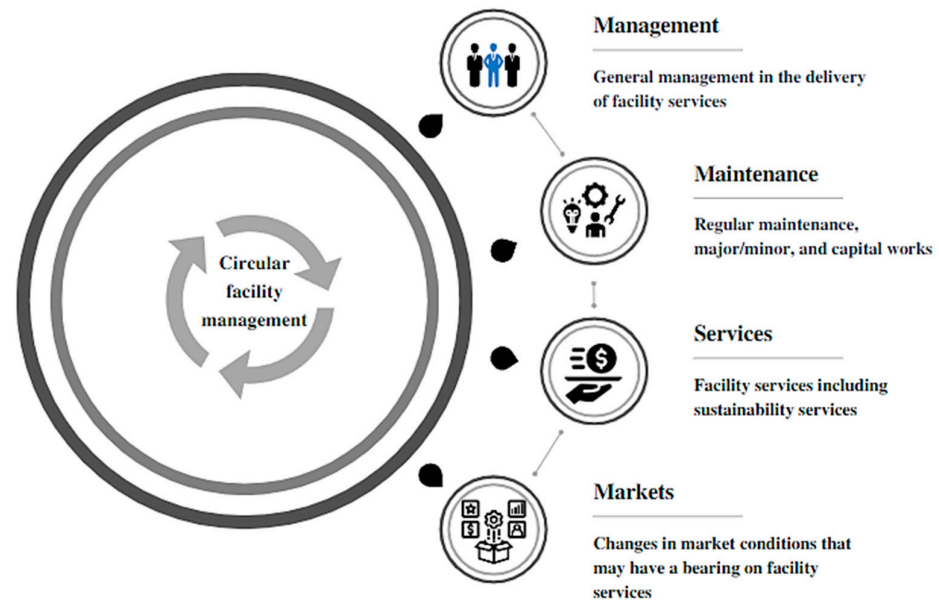 Circular
facility
management
Management
General management in the delivery
of facility services
Maintenance
Regular maintenance,
major/minor, and capital works
Services
Facility services including
sustainability services
Markets
Changes in market conditions that
may have a bearing on facility
services